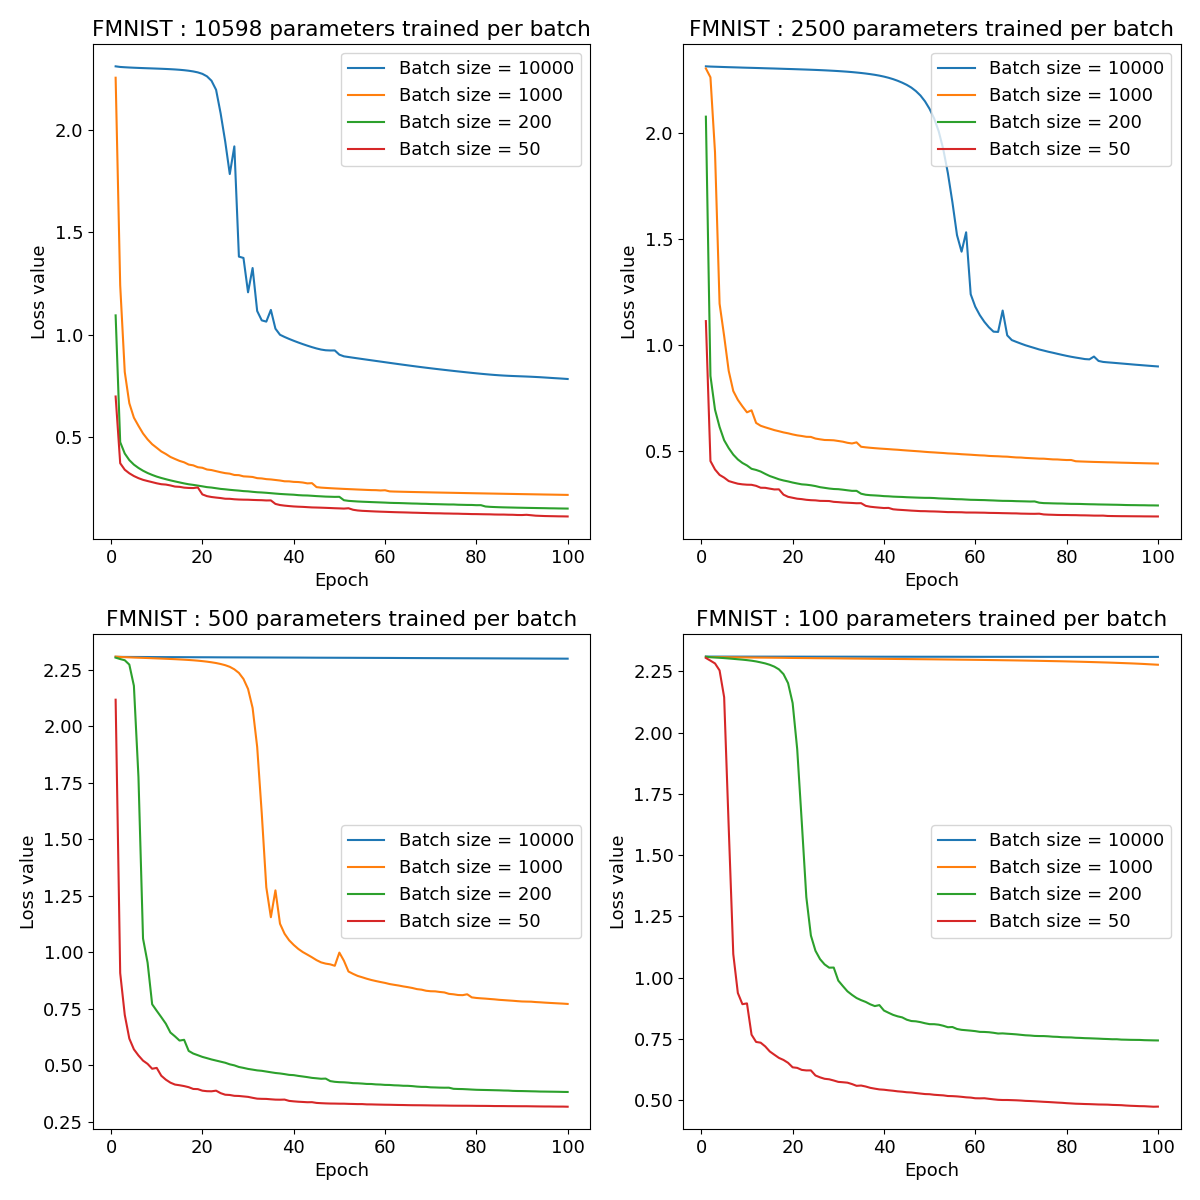 FMNIST : 10598 parameters trained per batch
Loss value
2.0
1.5
1.0
0.5
Batch size = 10000
Batch size = 1000
Batch size = 200
Batch size = 50
0 20 40 60 80 100
Epoch
FMNIST : 2500 parameters trained per batch
Loss value
2.0
1.5
1.0
0.5
Batch size = 10000
Batch size = 1000
Batch size = 200
Batch size = 50
0 20 40 60 80 100
Epoch
FMNIST : 500 parameters trained per batch
Loss value
2.25
2.00
1.75
1.50
1.25
1.00
0.75
0.50
0.25
Batch size = 10000
Batch size = 1000
Batch size = 200
Batch size = 50
0 20 40 60 80 100
Epoch
FMNIST : 100 parameters trained per batch
Loss value
2.25
2.00
1.75
1.50
1.25
1.00
0.75
0.50
Batch size = 10000
Batch size = 1000
Batch size = 200
Batch size = 50
0 20 40 60 80 100
Epoch